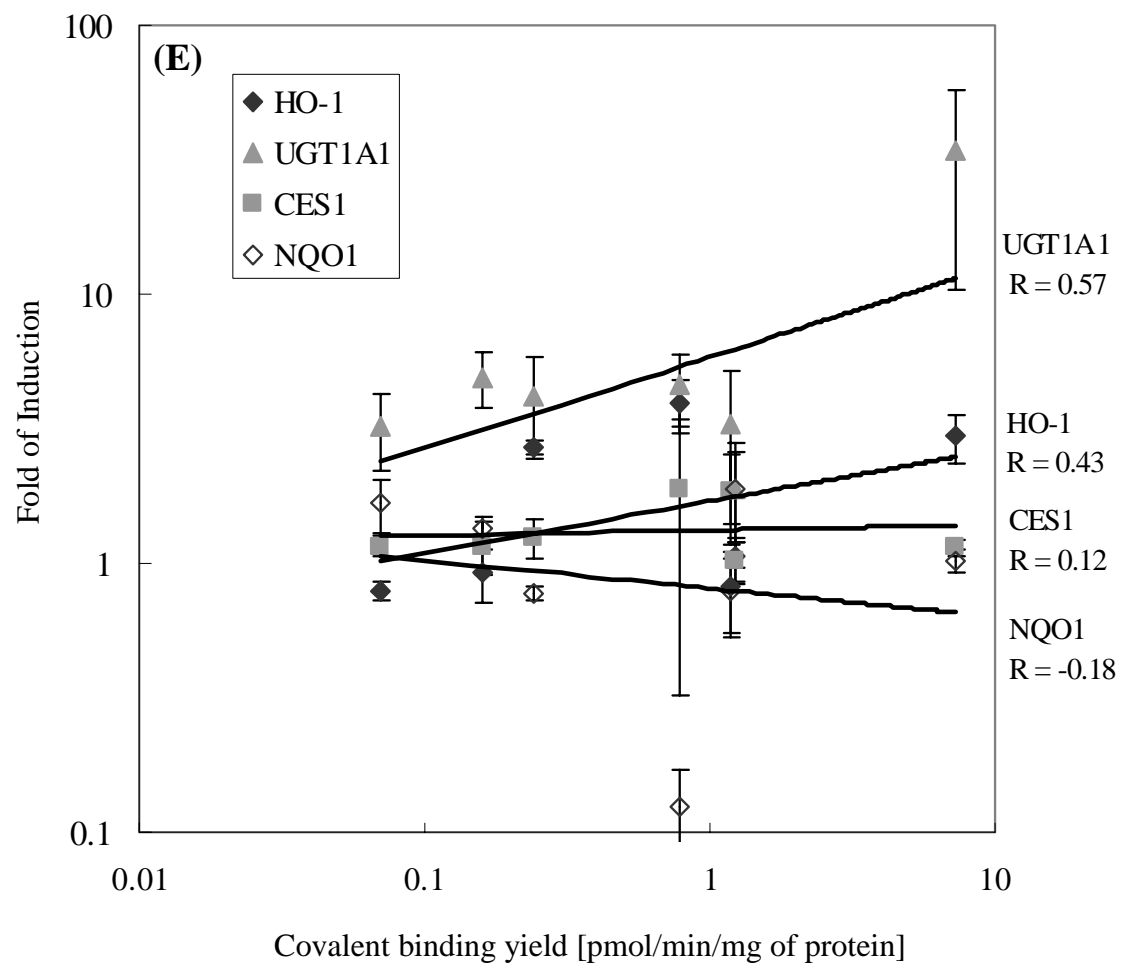 100
(E)
HO-1
UGT1A1
CES1
NQO1
10
1
0.1
Fold of Induction
0.01
0.1
1
10
Covalent binding yield [pmol/min/mg of protein]
UGT1A1
R = 0.57
HO-1
R = 0.43
CES1
R = 0.12
NQO1
R = -0.18